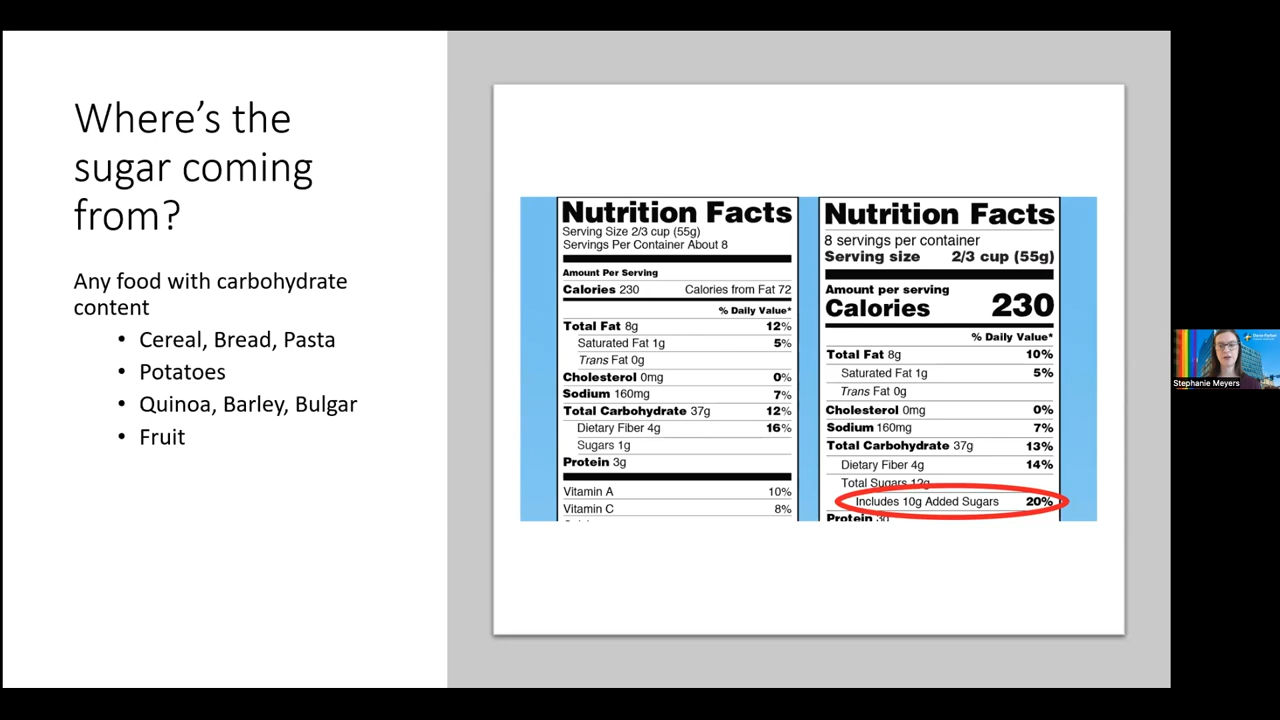 Where's the
sugar coming
from?
Any food with carbohydrate
content
• Cereal, Bread, Pasta
• Potatoes
• Quinoa, Barley, Bulgar
• Fruit
Nutrition Facts
Serving Size 2/3 cup (55g)
Servings Per Container About 8
Amount Per Serving
Calories 230 Calories from Fat 72
% Daily Value*
Total Fat 8g 12%
Saturated Fat 1g 5%
Trans Fat 0g
Cholesterol 0mg 0%
Sodium 160mg 7%
Total Carbohydrate 37g 12%
Dietary Fiber 4g 16%
Sugars 1g
Protein 3g
Vitamin A 10%
Vitamin C 8%
Nutrition Facts
8 servings per container
Serving size 2/3 cup (55g)
Amount per serving
Calories 230
% Daily Value*
Total Fat 8g 10%
Saturated Fat 1g 5%
Trans Fat 0g
Cholesterol 0mg 0%
Sodium 160mg 7%
Total Carbohydrate 37g 13%
Dietary Fiber 4g 14%
Total Sugars 12g
Includes 10g Added Sugars 20%
Protein 3g
Stephanie Meyers